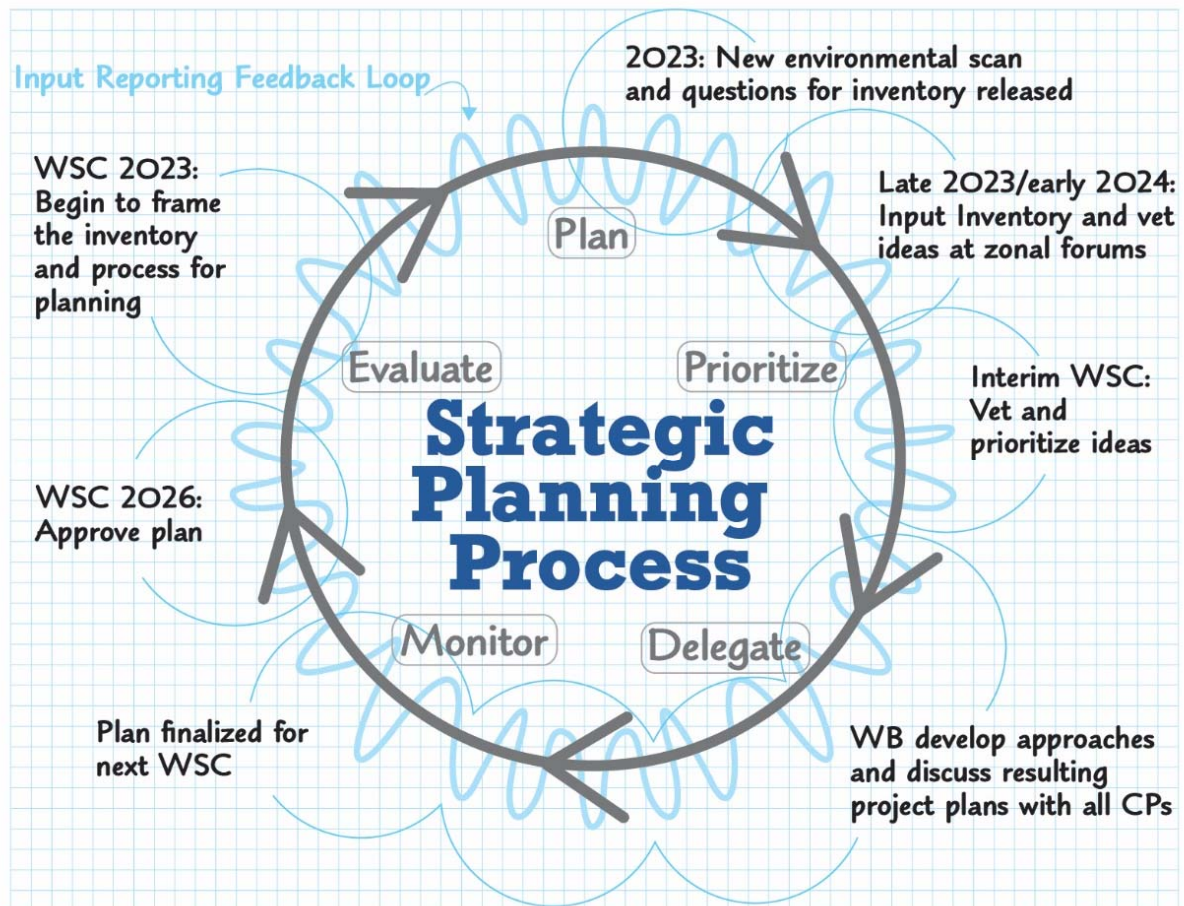 Input Reporting Feedback Loop
2023: New environmental scan
and questions for inventory released
WSC 2023:
Begin to frame
the inventory
and process for
planning
Late 2023/early 2024:
Input Inventory and vet
ideas at zonal forums
Plan
Evaluate
Prioritize
Interim WSC:
Vet and
prioritize ideas
Strategic
Planning
Process
WSC 2026:
Approve plan
Monitor
Delegate
Plan finalized for
next WSC
WB develop approaches
and discuss resulting
project plans with all CPs